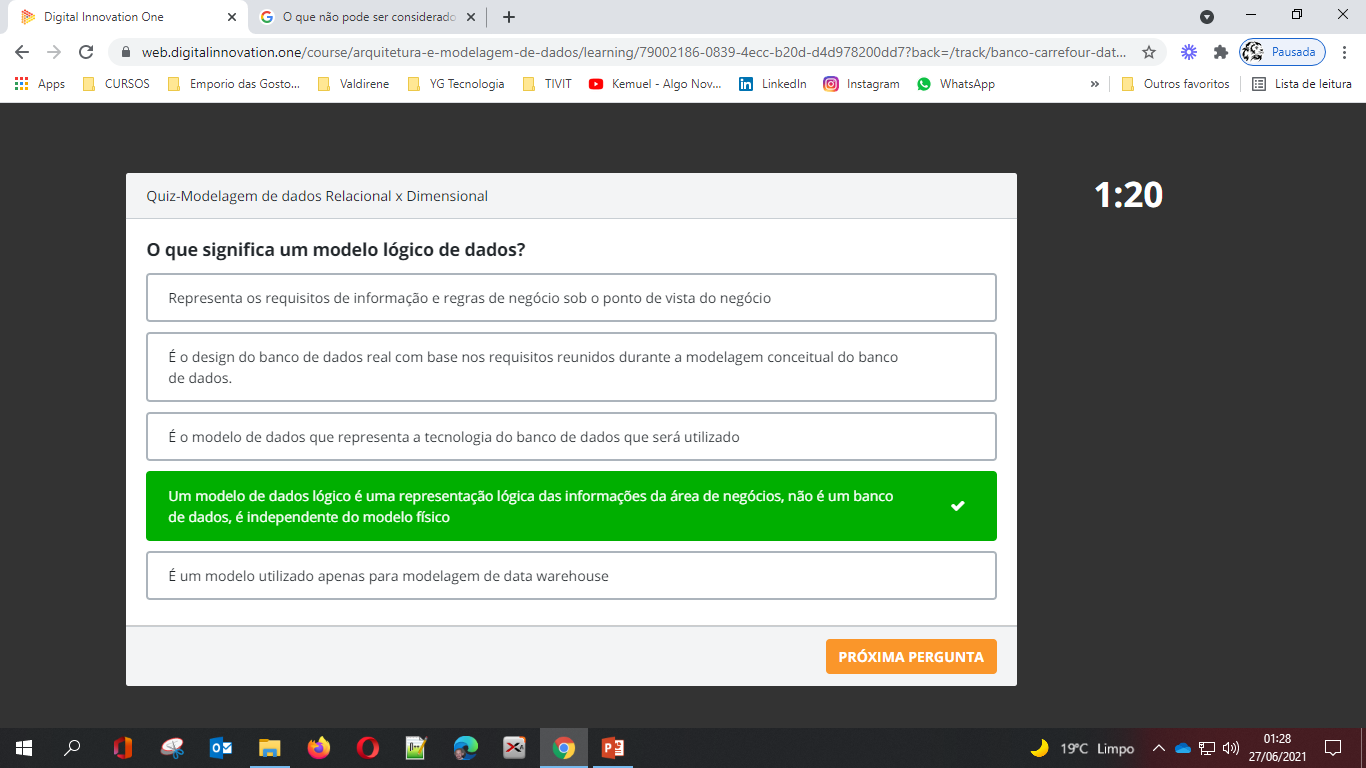 Digital Innovation One
O que não pode ser considerado
web.digitalinnovation.one/course/arquitetura-e-modelagem-de-dados/learning/79002186-0839-4ecc-b20d-d4d978200dd7?back=/track/banco-carrefour-dat...
Pausada
Apps CURSOS Emporio das Gosto... Valdirene YG Tecnologia TIVIT Kemuel - Algo Nov... LinkedIn Instagram WhatsApp » Outros favoritos Lista de leitura
Quiz-Modelagem de dados Relacional x Dimensional
1:20
O que significa um modelo lógico de dados?
Representa os requisitos de informação e regras de negócio sob o ponto de vista do negócio
É o design do banco de dados real com base nos requisitos reunidos durante a modelagem conceitual do banco
de dados.
É o modelo de dados que representa a tecnologia do banco de dados que será utilizado
Um modelo de dados lógico é uma representação lógica das informações da área de negócios, não é um banco
de dados, é independente do modelo físico
É um modelo utilizado apenas para modelagem de data warehouse
PRÓXIMA PERGUNTA
19°C Limpo
01:28
27/06/2021